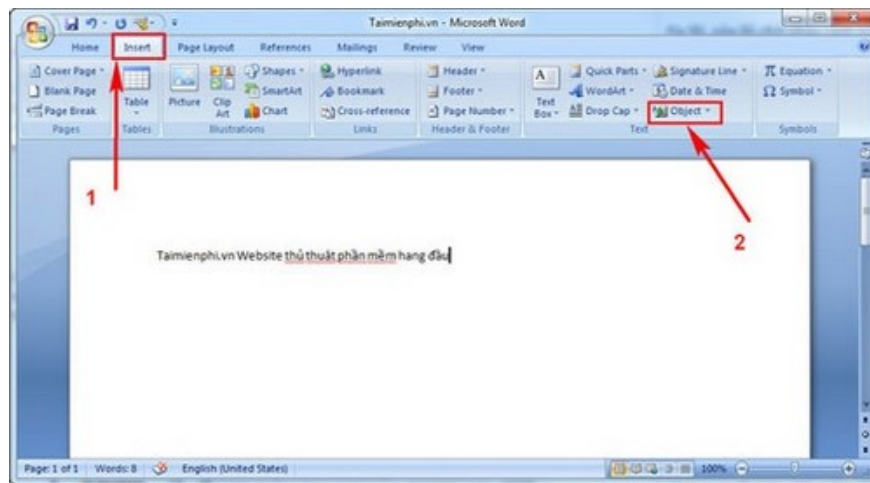 Taimienphi.vn - Microsoft Word
Home Insert Page Layout References Mailings Review View
Cover Page
Blank Page
Page Break
Pages
Table
Tables
Picture
Clip Art
Shapes
SmartArt
Chart
Illustrations
Hyperlink
Bookmark
Cross-reference
Links
Header
Footer
Page Number
Header & Footer
A
Text Box
Quick Parts
WordArt
Drop Cap
Signature Line
Date & Time
Object
Text
π Equation
Ω Symbol
Symbols
1
2
Taimienphi.vn Website thủ thuật phần mềm hang đầu
Page: 1 of 1 Words: 8 English (United States) 100%